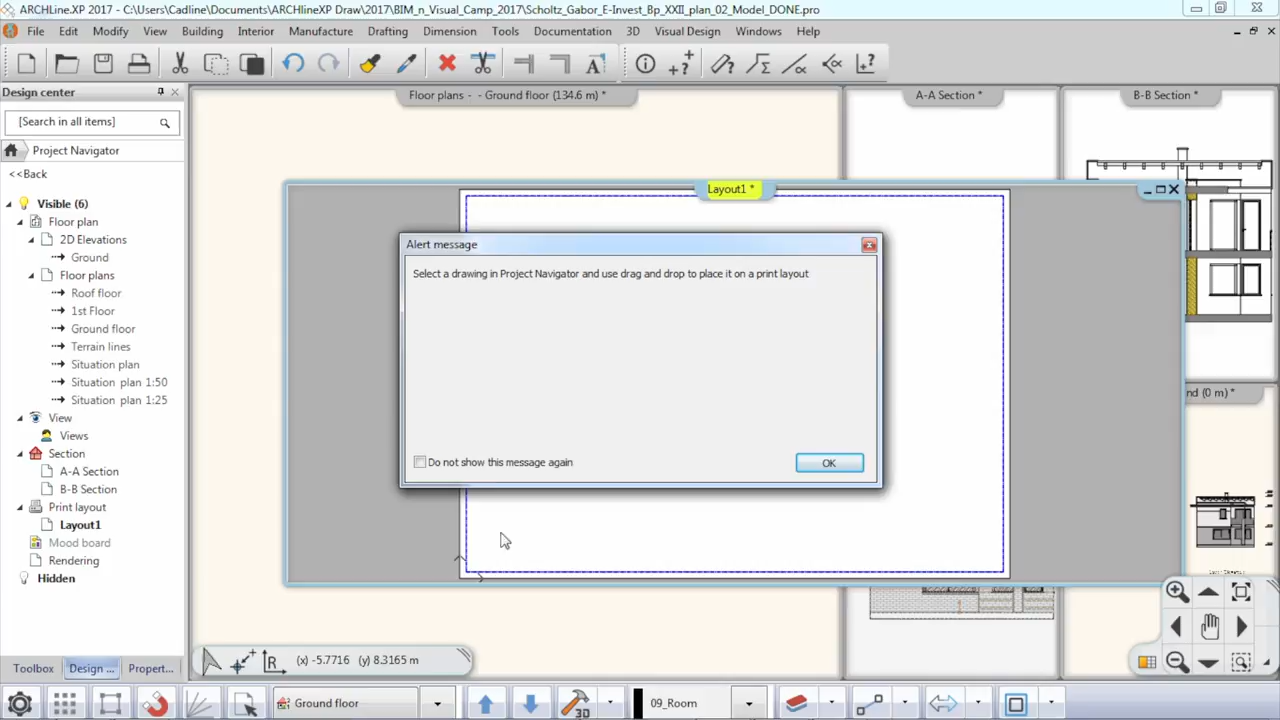 ARCHLine.XP 2017 - C:\Users\Cadline\Documents\ARCHlineXP Draw\2017\BIM_n_Visual_Camp_2017\Scholtz_Gabor_E-Invest_Bp_XXII_plan_02_Model_DONE.pro
File Edit Modify View Building Interior Manufacture Drafting Dimension Tools Documentation 3D Visual Design Windows Help
Design center
Floor plans - - Ground floor (134.6 m) *
A-A Section *
B-B Section *
[Search in all items]
Project Navigator
<<Back
Layout1 *
Visible (6)
Floor plan
2D Elevations
Ground
Floor plans
Roof floor
1st Floor
Ground floor
Terrain lines
Situation plan
Situation plan 1:50
Situation plan 1:25
View
Views
Section
A-A Section
B-B Section
Print layout
Layout1
Mood board
Rendering
Hidden
Alert message
Select a drawing in Project Navigator and use drag and drop to place it on a print layout
Do not show this message again
OK
nd (0 m) *
Toolbox Design ... Propert...
(x) -5.7716 (y) 8.3165 m
3D
Ground floor
09_Room